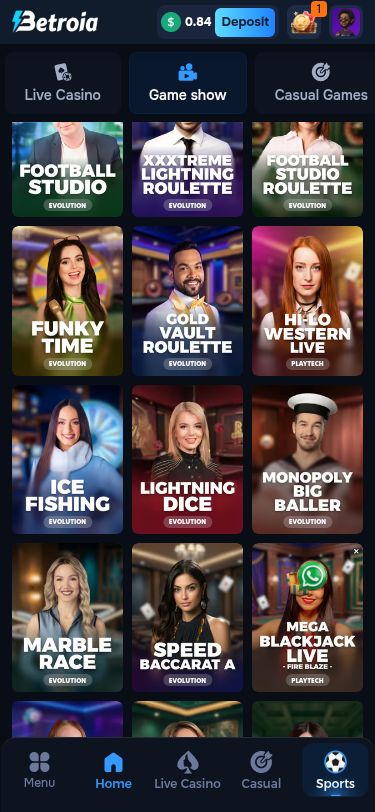 Betroia
$ 0.84 Deposit
1
Live Casino
Game show
Casual Games
FOOTBALL
STUDIO
EVOLUTION
XXXTREME
LIGHTNING
ROULETTE
EVOLUTION
FOOTBALL
STUDIO
ROULETTE
EVOLUTION
FUNKY
TIME
EVOLUTION
GOLD
VAULT
ROULETTE
EVOLUTION
HI-LO
WESTERN
LIVE
PLAYTECH
ICE
FISHING
EVOLUTION
LIGHTNING
DICE
EVOLUTION
MONOPOLY
BIG
BALLER
EVOLUTION
MARBLE
RACE
EVOLUTION
SPEED
BACCARAT A
EVOLUTION
MEGA
BLACKJACK
LIVE
- FIRE BLAZE -
PLAYTECH
Menu
Home
Live Casino
Casual
Sports